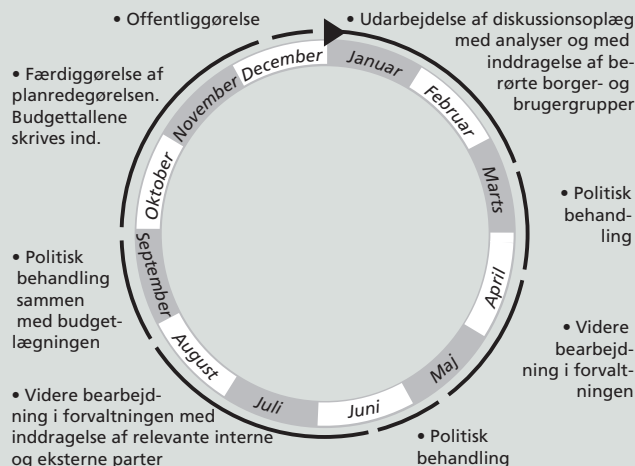 • Offentliggørelse
• Udarbejdelse af diskussionsoplæg
med analyser og med
inddragelse af be-
rørte borger- og
brugergrupper
• Færdiggørelse af
planredegørelsen.
Budgettallene
skrives ind.
Januar
Februar
Marts
April
Maj
Juni
Juli
August
September
Oktober
November
December
• Politisk
behand-
ling
• Politisk
behandling
sammen
med budget-
lægningen
• Videre
bearbejd-
ning i forvalt-
ningen
• Videre bearbejd-
ning i forvaltningen med
inddragelse af relevante interne
og eksterne parter
• Politisk
behandling